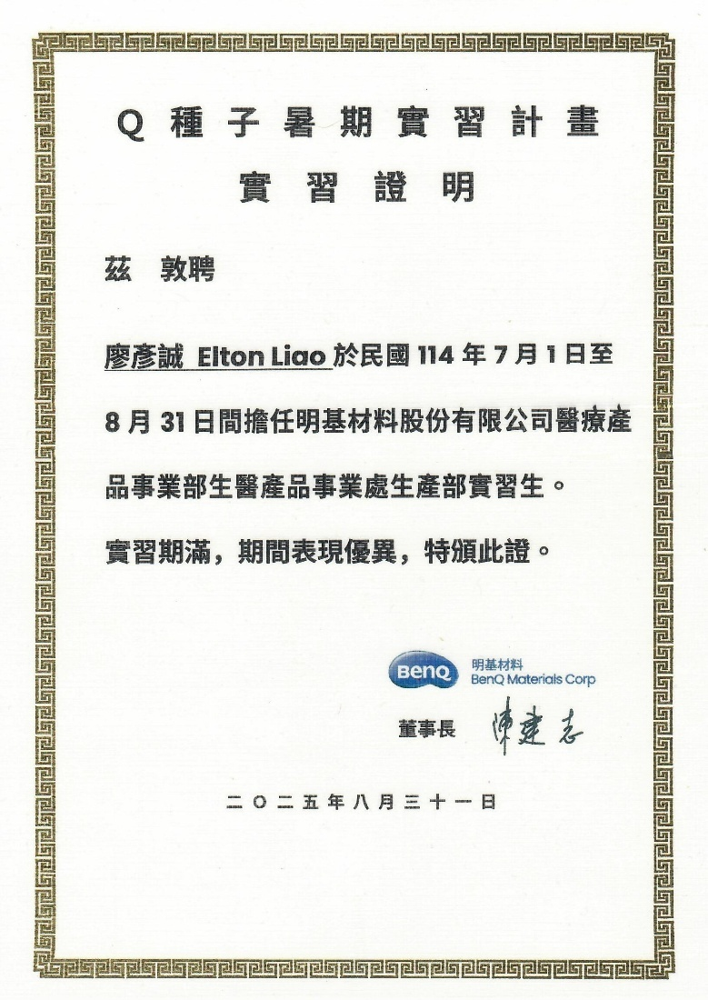 Q 種子暑期實習計畫
實習證明
茲　敦聘
廖彥誠 Elton Liao 於民國 114 年 7 月 1 日至
8 月 31 日間擔任明基材料股份有限公司醫療產
品事業部生醫產品事業處生產部實習生。
實習期滿，期間表現優異，特頒此證。
BenQ 明基材料
BenQ Materials Corp
董事長 陳建志
二〇二五年八月三十一日